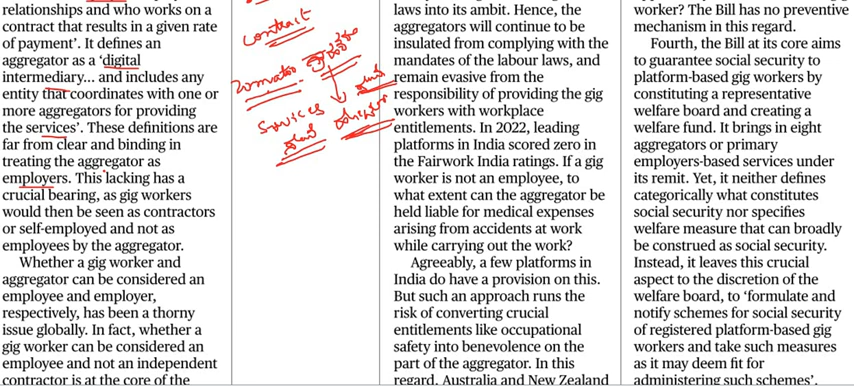 relationships and who works on a
contract that results in a given rate
of payment’. It defines an
aggregator as a ‘digital
intermediary... and includes any
entity that coordinates with one or
more aggregators for providing
the services’. These definitions are
far from clear and binding in
treating the aggregator as
employers. This lacking has a
crucial bearing, as gig workers
would then be seen as contractors
or self-employed and not as
employees by the aggregator.
Whether a gig worker and
aggregator can be considered an
employee and employer,
respectively, has been a thorny
issue globally. In fact, whether a
gig worker can be considered an
employee and not an independent
contractor is at the core of the
contract
zomato
services
laws into its ambit. Hence, the
aggregators will continue to be
insulated from complying with the
mandates of the labour laws, and
remain evasive from the
responsibility of providing the gig
workers with workplace
entitlements. In 2022, leading
platforms in India scored zero in
the Fairwork India ratings. If a gig
worker is not an employee, to
what extent can the aggregator be
held liable for medical expenses
arising from accidents at work
while carrying out the work?
Agreeably, a few platforms in
India do have a provision on this.
But such an approach runs the
risk of converting crucial
entitlements like occupational
safety into benevolence on the
part of the aggregator. In this
regard, Australia and New Zealand
worker? The Bill has no preventive
mechanism in this regard.
Fourth, the Bill at its core aims
to guarantee social security to
platform-based gig workers by
constituting a representative
welfare board and creating a
welfare fund. It brings in eight
aggregators or primary
employers-based services under
its remit. Yet, it neither defines
categorically what constitutes
social security nor specifies
welfare measure that can broadly
be construed as social security.
Instead, it leaves this crucial
aspect to the discretion of the
welfare board, to ‘formulate and
notify schemes for social security
of registered platform-based gig
workers and take such measures
as it may deem fit for
administering such schemes’.